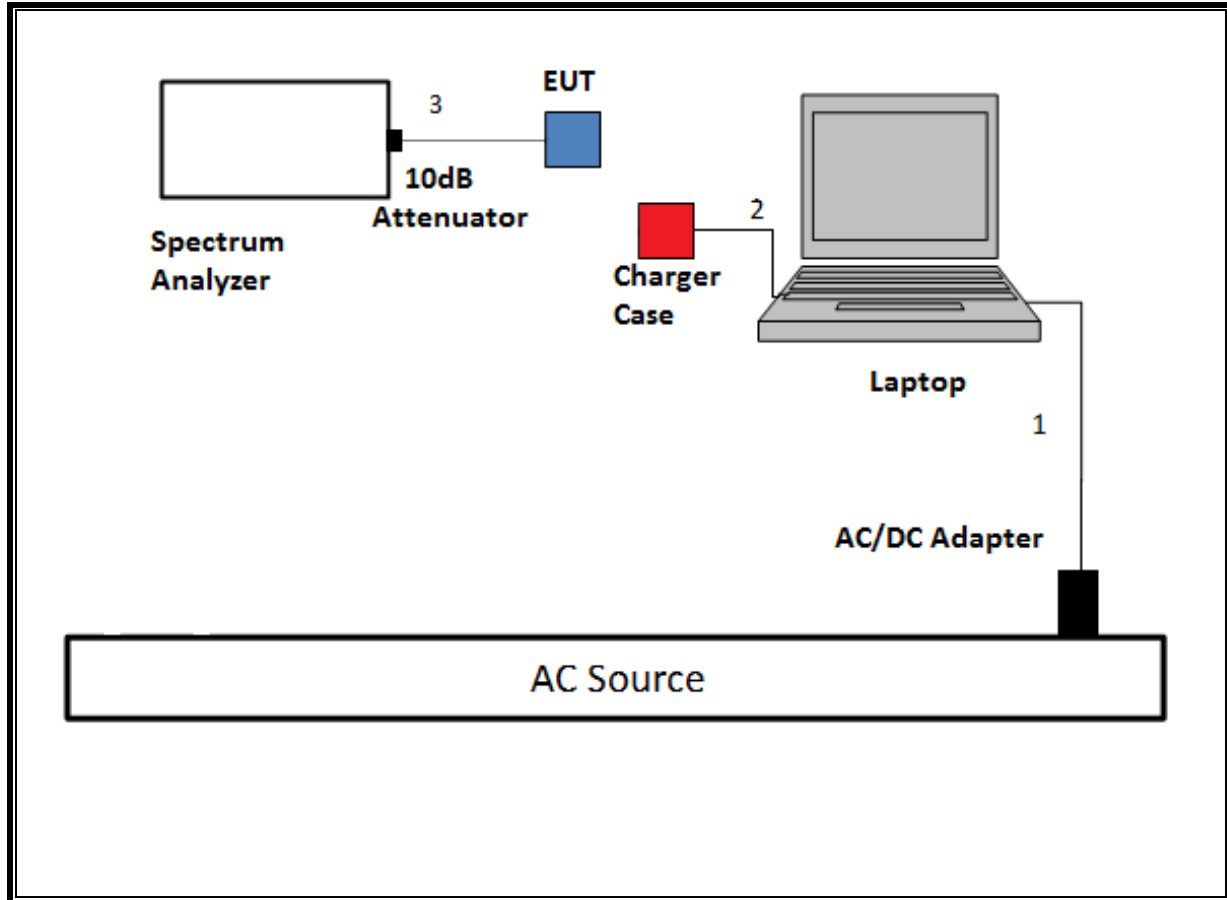 EUT
3
10dB
Attenuator
Spectrum
Analyzer
2
Charger
Case
Laptop
1
AC/DC Adapter
AC Source